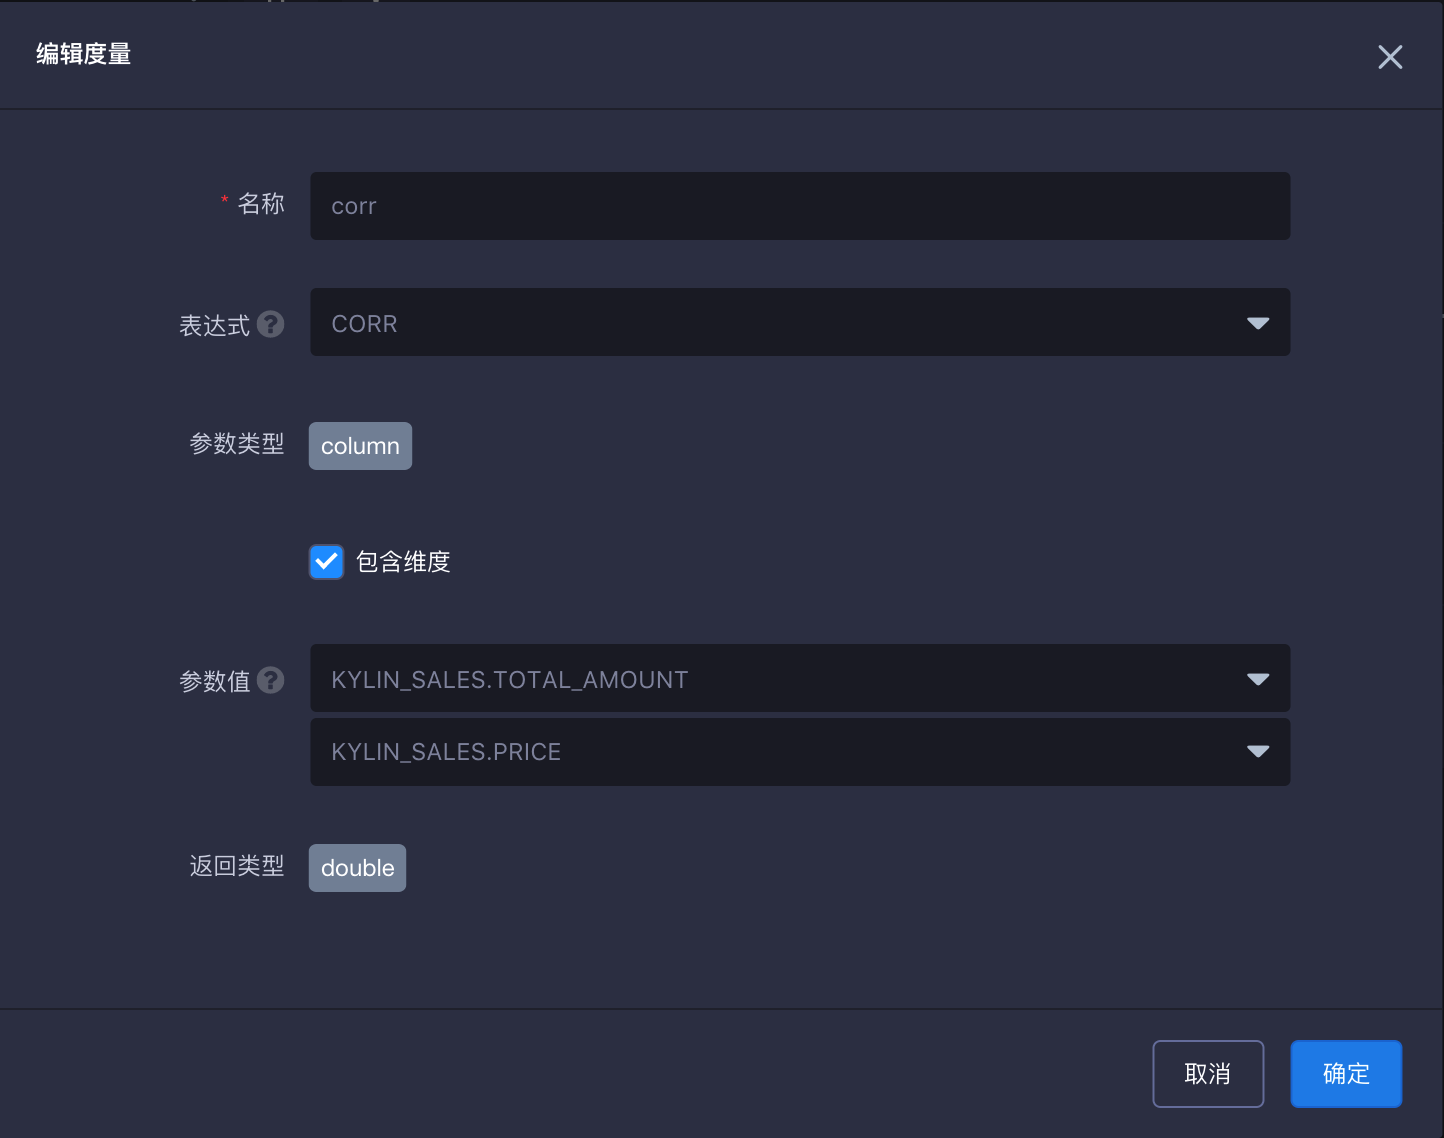 编辑度量
* 名称
corr
表达式 ?
CORR
参数类型
column
包含维度
参数值 ?
KYLIN_SALES.TOTAL_AMOUNT
KYLIN_SALES.PRICE
返回类型
double
取消
确定